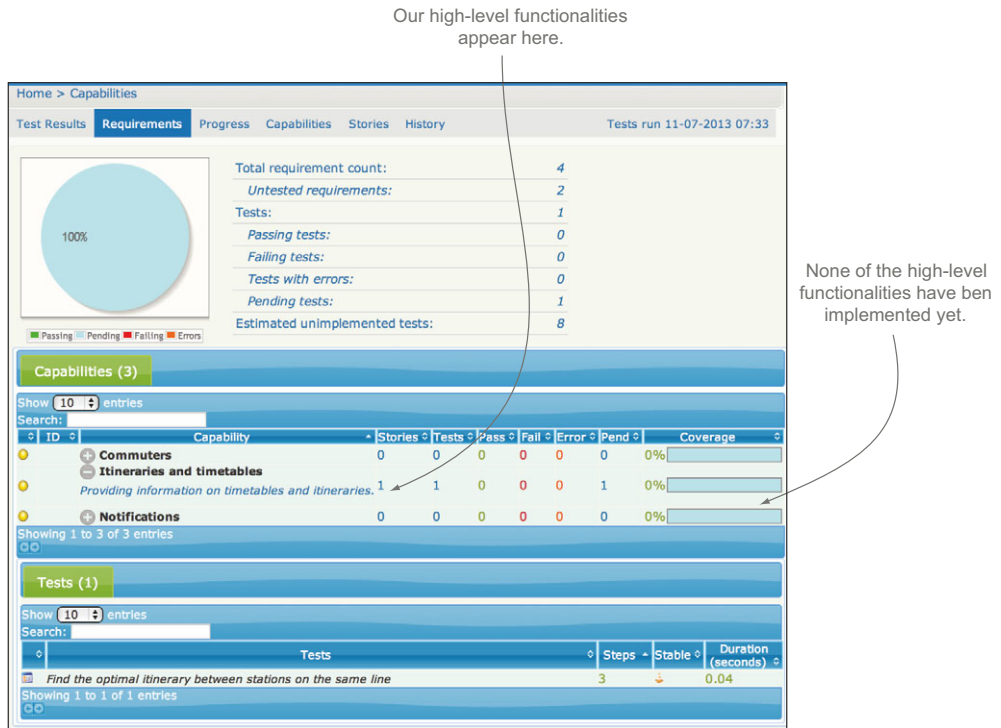 Our high-level functionalities
appear here.
Home > Capabilities
Test Results Requirements Progress Capabilities Stories History Tests run 11-07-2013 07:33
100%
Passing Pending Failing Errors
Total requirement count: 4
Untested requirements: 2
Tests: 1
Passing tests: 0
Failing tests: 0
Tests with errors: 0
Pending tests: 1
Estimated unimplemented tests: 8
None of the high-level
functionalities have ben
implemented yet.
Capabilities (3)
Show 10 entries
Search:
ID Capability Stories Tests Pass Fail Error Pend Coverage
Commuters 0 0 0 0 0 0 0%
Itineraries and timetables
Providing information on timetables and itineraries. 1 1 0 0 0 1 0%
Notifications 0 0 0 0 0 0 0%
Showing 1 to 3 of 3 entries
Tests (1)
Show 10 entries
Search:
Tests Steps Stable Duration
(seconds)
Find the optimal itinerary between stations on the same line 3 0.04
Showing 1 to 1 of 1 entries